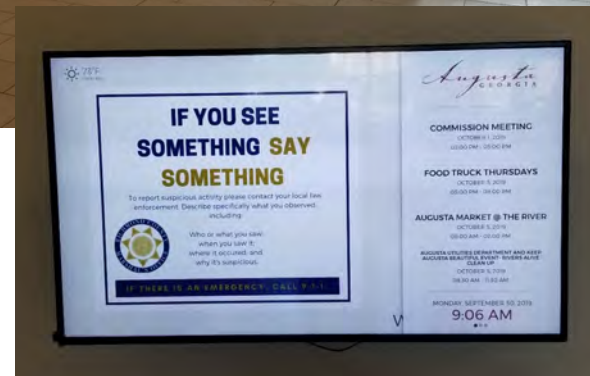 IF YOU SEE
SOMETHING SAY
SOMETHING
To report suspicious activity please contact your local law
enforcement. Describe specifically what you observed
including:
Who or what you saw;
when you saw it;
where it occured; and
why it's suspicious.
IF THERE IS AN EMERGENCY, CALL 9-1-1.
W
Augusta
GEORGIA
COMMISSION MEETING
OCTOBER 1, 2019
FOOD TRUCK THURSDAYS
OCTOBER 3, 2019
AUGUSTA MARKET @ THE RIVER
OCTOBER 5, 2019
AUGUSTA UTILITIES DEPARTMENT AND KEEP
AUGUSTA BEAUTIFUL EVENT- RIVERS ALIVE
CLEAN UP
OCTOBER 5, 2019
MONDAY, SEPTEMBER 30, 2019
9:06 AM